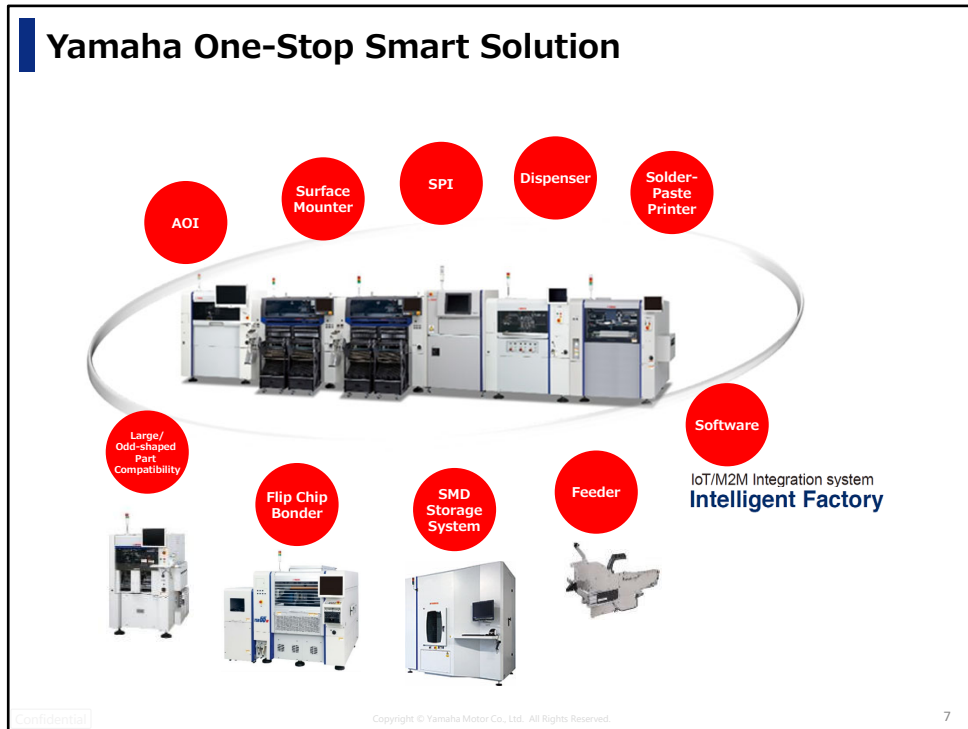 Yamaha One-Stop Smart Solution
AOI
Surface
Mounter
SPI
Dispenser
Solder-
Paste
Printer
Large/
Odd-shaped
Part
Compatibility
Flip Chip
Bonder
SMD
Storage
System
Feeder
Software
IoT/M2M Integration system
Intelligent Factory
Confidential
Copyright © Yamaha Motor Co., Ltd. All Rights Reserved.
7